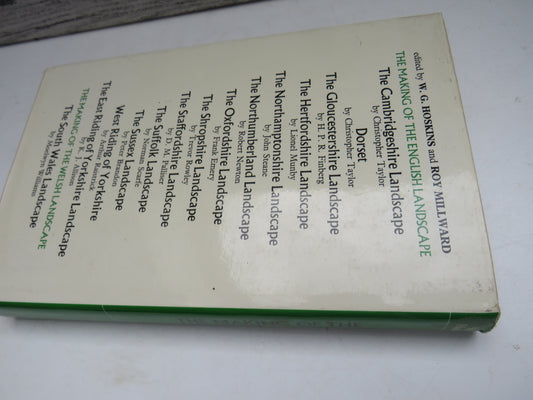 edited by W. G. HOSKINS and ROY MILLWARD
THE MAKING OF THE ENGLISH LANDSCAPE
The Cambridgeshire Landscape
by Christopher Taylor
Dorset
by Christopher Taylor
The Gloucestershire Landscape
by H. P. R. Finberg
The Hertfordshire Landscape
by Lionel Munby
The Northamptonshire Landscape
by John Steane
The Northumberland Landscape
by Robert Newton
The Oxfordshire Landscape
by Frank Emery
The Shropshire Landscape
by Trevor Rowley
The Staffordshire Landscape
by D. M. Palliser
The Suffolk Landscape
by Norman Scarfe
The Sussex Landscape
by Peter Brandon
West Riding of Yorkshire
by Arthur Raistrick
The East Riding of Yorkshire Landscape
by K. J. Allison
THE MAKING OF THE WELSH LANDSCAPE
The South Wales Landscape
by Moelwyn Williams
THE MAKING OF THE